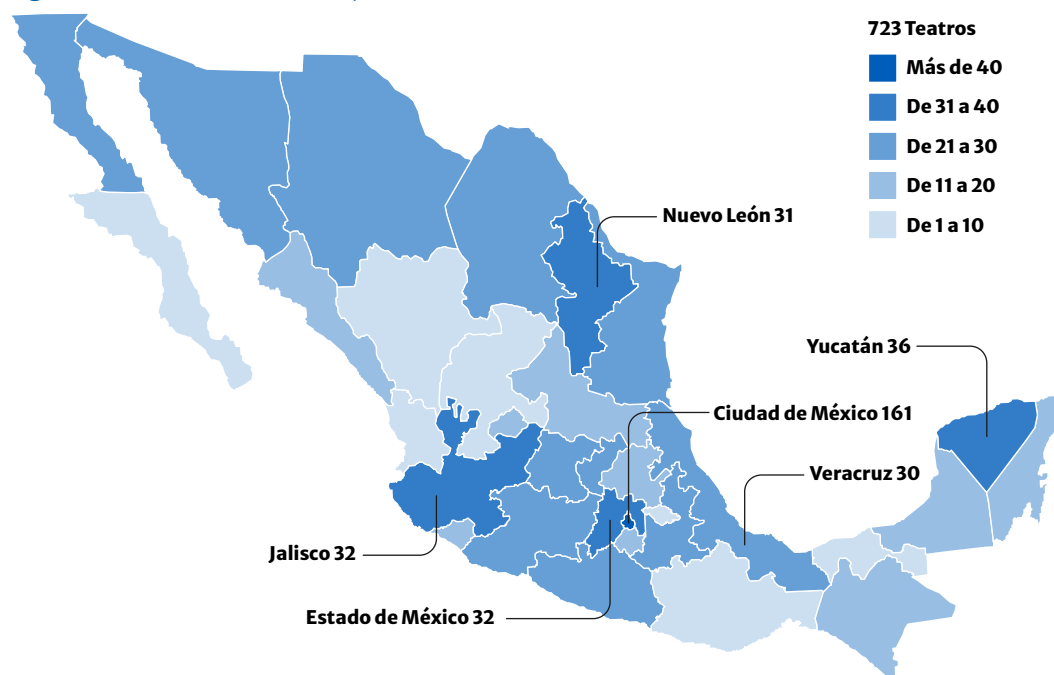 723 Teatros
Más de 40
De 31 a 40
De 21 a 30
De 11 a 20
De 1 a 10
Nuevo León 31
Yucatán 36
Ciudad de México 161
Veracruz 30
Jalisco 32
Estado de México 32